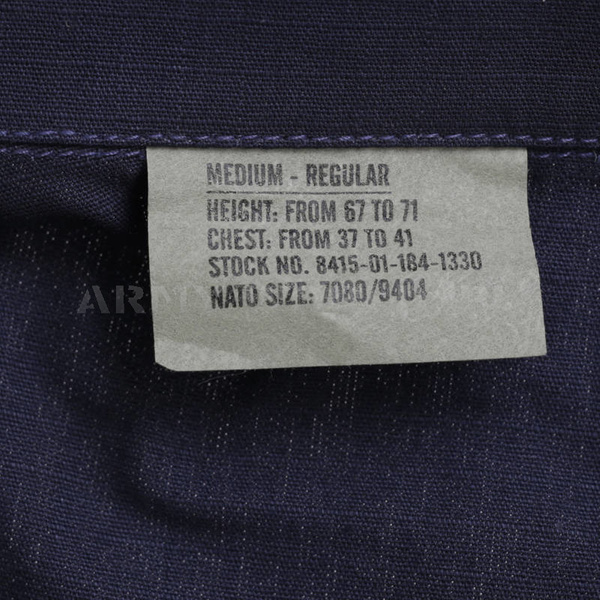 MEDIUM - REGULAR
HEIGHT: FROM 67 TO 71
CHEST: FROM 37 TO 41
STOCK NO. 8415-01-184-1330
NATO SIZE: 7080/9404